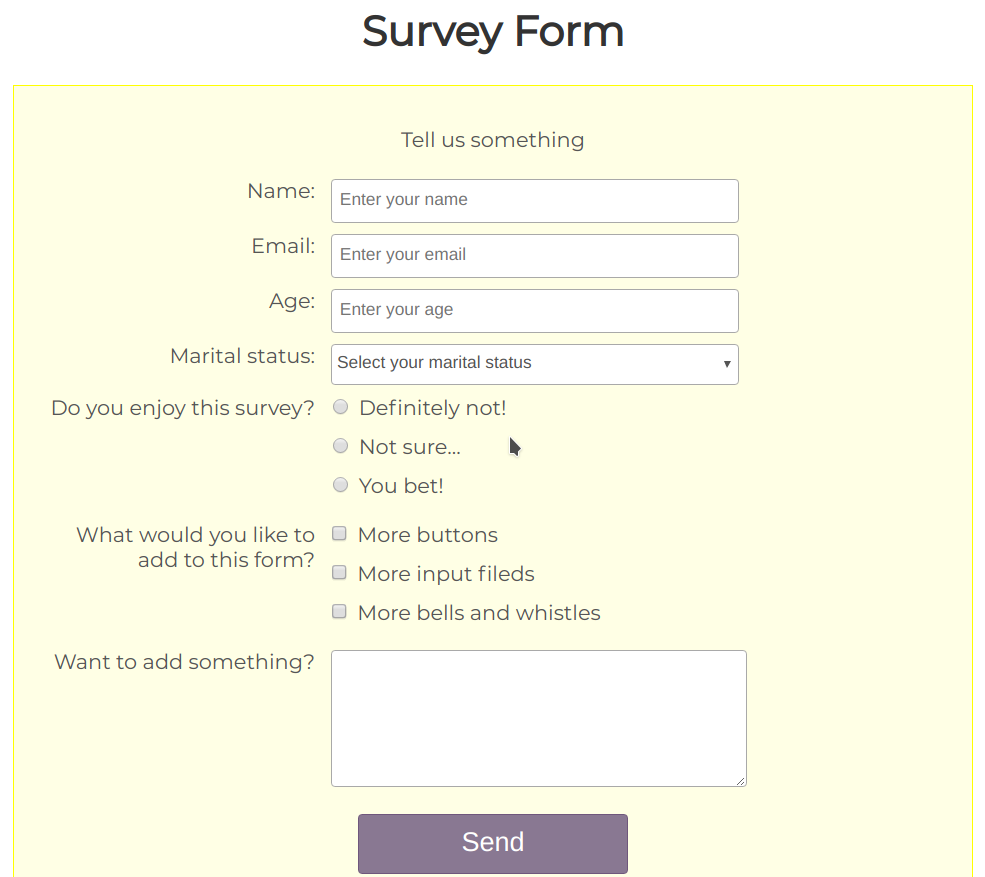 Survey Form
Tell us something
Name:
Enter your name
Email:
Enter your email
Age:
Enter your age
Marital status:
Select your marital status
Do you enjoy this survey?
Definitely not!
Not sure...
You bet!
What would you like to
add to this form?
More buttons
More input fileds
More bells and whistles
Want to add something?
Send